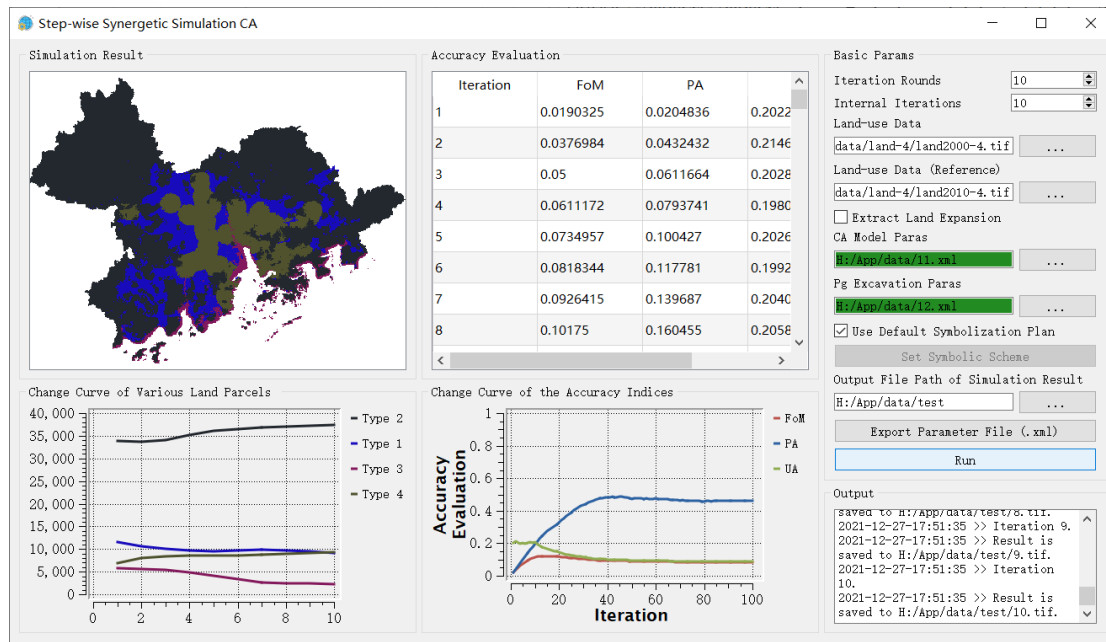 Step-wise Synergetic Simulation CA
Simulation Result
Accuracy Evaluation
Iteration FoM PA
1 0.0190325 0.0204836 0.2022
2 0.0376984 0.0432432 0.2146
3 0.05 0.0611664 0.2028
4 0.0611172 0.0793741 0.1980
5 0.0734957 0.100427 0.2026
6 0.0818344 0.117781 0.1992
7 0.0926415 0.139687 0.2040
8 0.10175 0.160455 0.2058
Basic Params
Iteration Rounds 10
Internal Iterations 10
Land-use Data
data/land-4/land2000-4.tif ...
Land-use Data (Reference)
data/land-4/land2010-4.tif ...
Extract Land Expansion
CA Model Paras
H:/App/data/11.xml ...
Pg Excavation Paras
H:/App/data/12.xml ...
Use Default Symbolization Plan
Set Symbolic Scheme
Output File Path of Simulation Result
H:/App/data/test ...
Export Parameter File (.xml)
Run
Change Curve of Various Land Parcels
40,000
35,000
30,000
25,000
20,000
15,000
10,000
5,000
0
0 2 4 6 8 10
Type 2
Type 1
Type 3
Type 4
Change Curve of the Accuracy Indices
Accuracy
Evaluation
1
0.8
0.6
0.4
0.2
0
0 20 40 60 80 100
Iteration
FoM
PA
UA
Output
saved to H:/App/data/test/8.tif.
2021-12-27-17:51:35 >> Iteration 9.
2021-12-27-17:51:35 >> Result is
saved to H:/App/data/test/9.tif.
2021-12-27-17:51:35 >> Iteration
10.
2021-12-27-17:51:35 >> Result is
saved to H:/App/data/test/10.tif.